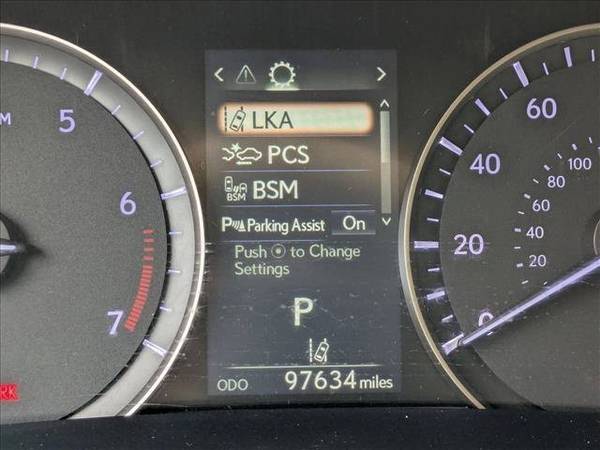 LKA
PCS
BSM
BSM
Parking Assist On
Push to Change
Settings
P
ODO 97634 miles
5
6
7
60
40
20
0
100
80
60
40
20